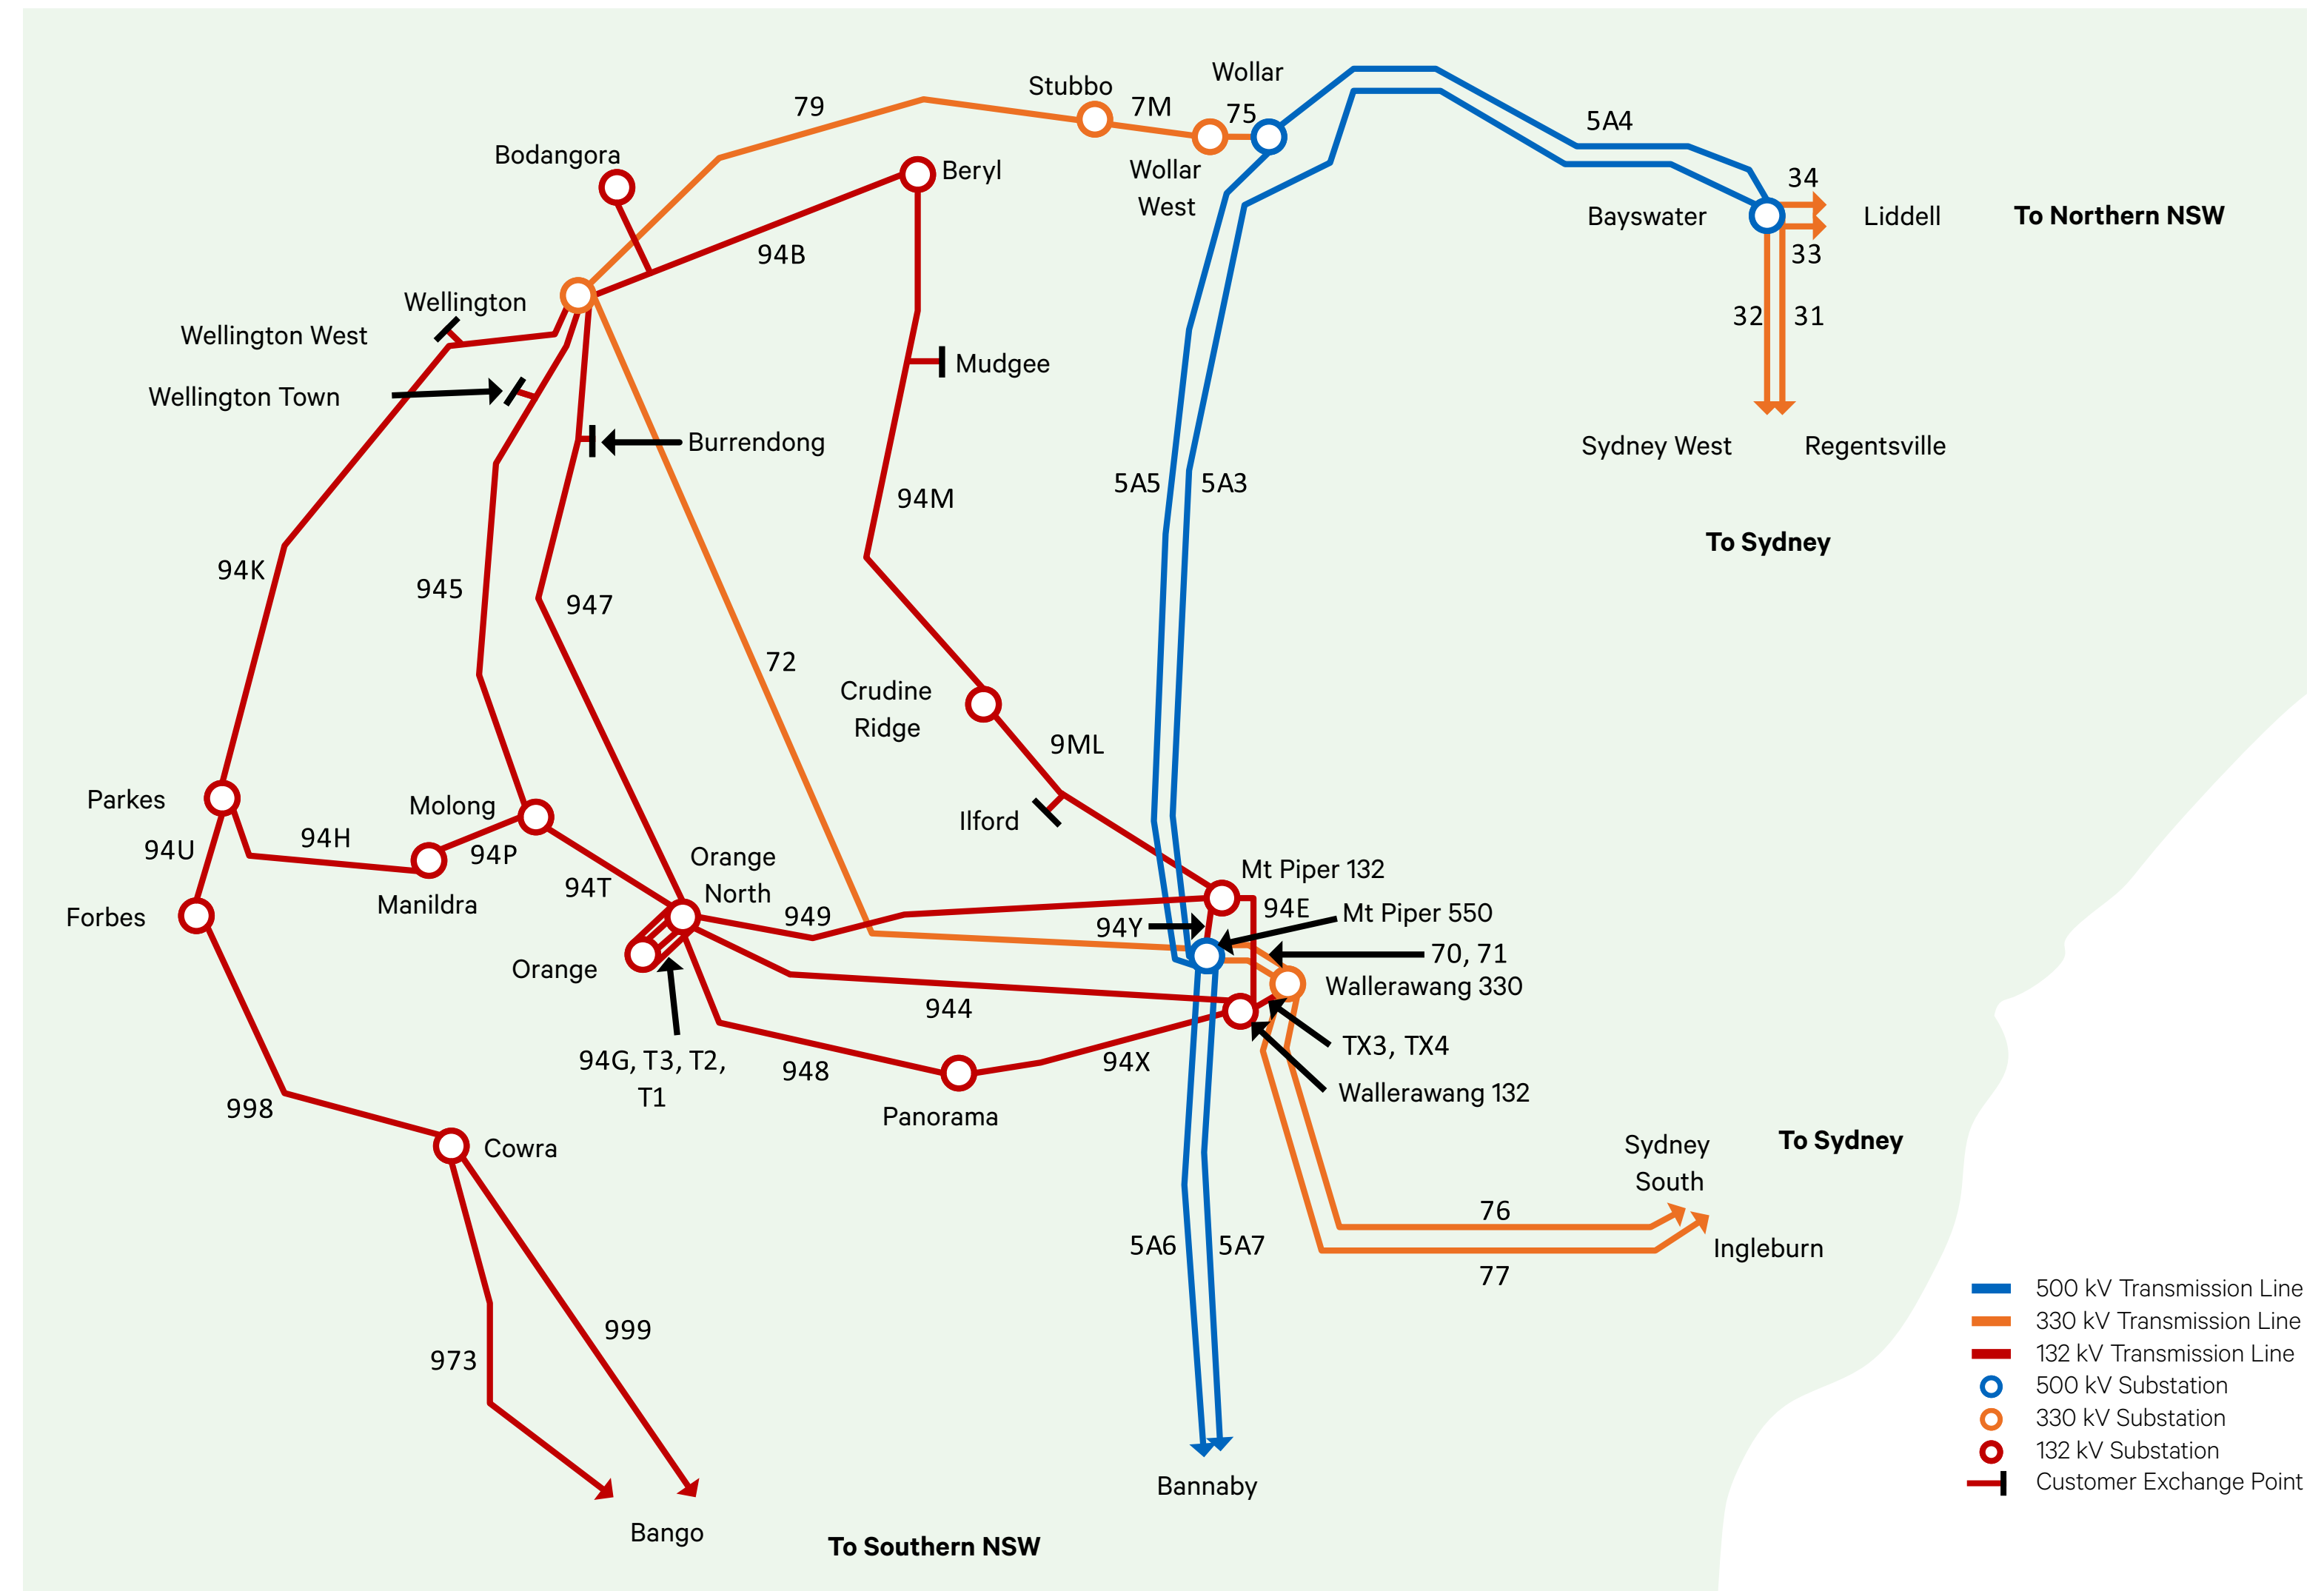 Wollar
Stubbo
79
7M
75
5A4
Bodangora
Beryl
Wollar
West
34
Bayswater
Liddell
To Northern NSW
94B
33
Wellington
32
31
Wellington West
Mudgee
Wellington Town
Burrendong
Sydney West
Regentsville
5A5
5A3
94M
To Sydney
94K
945
947
72
Crudine
Ridge
9ML
Parkes
Molong
Ilford
94U
94H
94P
Orange
North
Mt Piper 132
94T
Manildra
94E
Mt Piper 550
Forbes
949
94Y
70, 71
Orange
Wallerawang 330
944
94G, T3, T2,
T1
948
94X
TX3, TX4
Wallerawang 132
998
Panorama
Cowra
Sydney
South
To Sydney
76
5A6
5A7
Ingleburn
77
999
973
Bannaby
Bango
To Southern NSW
500 kV Transmission Line
330 kV Transmission Line
132 kV Transmission Line
500 kV Substation
330 kV Substation
132 kV Substation
Customer Exchange Point